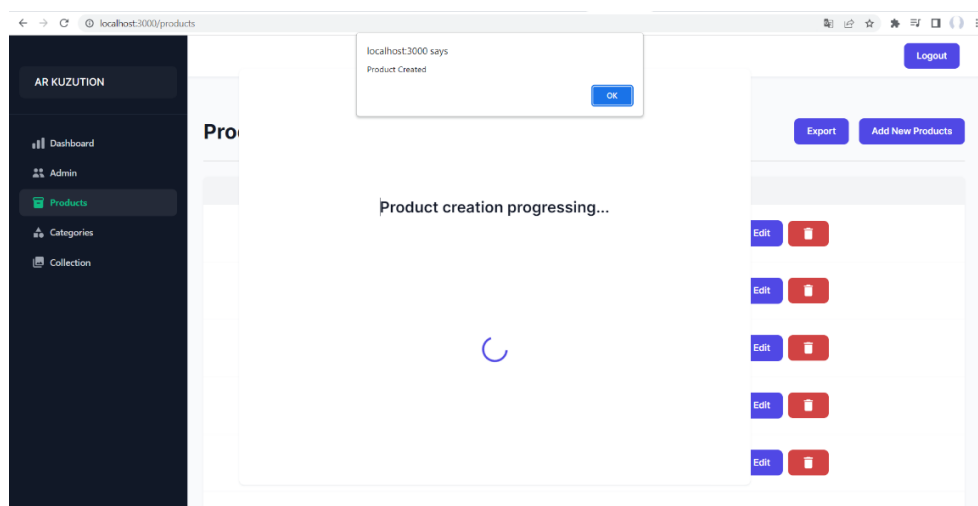 localhost:3000/products
localhost:3000 says
Product Created
OK
Logout
AR KUZUTION
Export
Add New Products
Dashboard
Admin
Products
Categories
Collection
Product creation progressing...
Edit
Edit
Edit
Edit
Edit